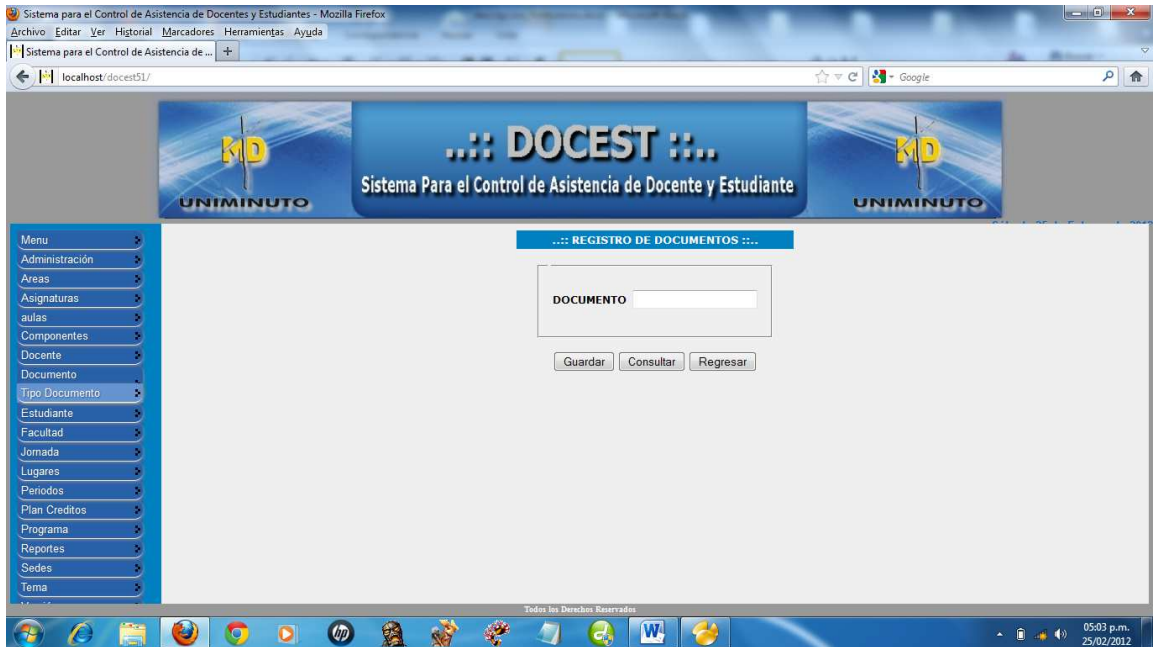 Sistema para el Control de Asistencia de Docentes y Estudiantes - Mozilla Firefox
Archivo Editar Ver Historial Marcadores Herramientas Ayuda
Sistema para el Control de Asistencia de ... +
localhost/docest51/
Google
MD
UNIMINUTO
..:: DOCEST ::..
Sistema Para el Control de Asistencia de Docente y Estudiante
MD
UNIMINUTO
Menu
Administración
Areas
Asignaturas
aulas
Componentes
Docente
Documento
Tipo Documento
Estudiante
Facultad
Jornada
Lugares
Periodos
Plan Creditos
Programa
Reportes
Sedes
Tema
..:: REGISTRO DE DOCUMENTOS ::..
DOCUMENTO
Guardar Consultar Regresar
Todos los Derechos Reservados
hp
W
05:03 p.m.
25/02/2012